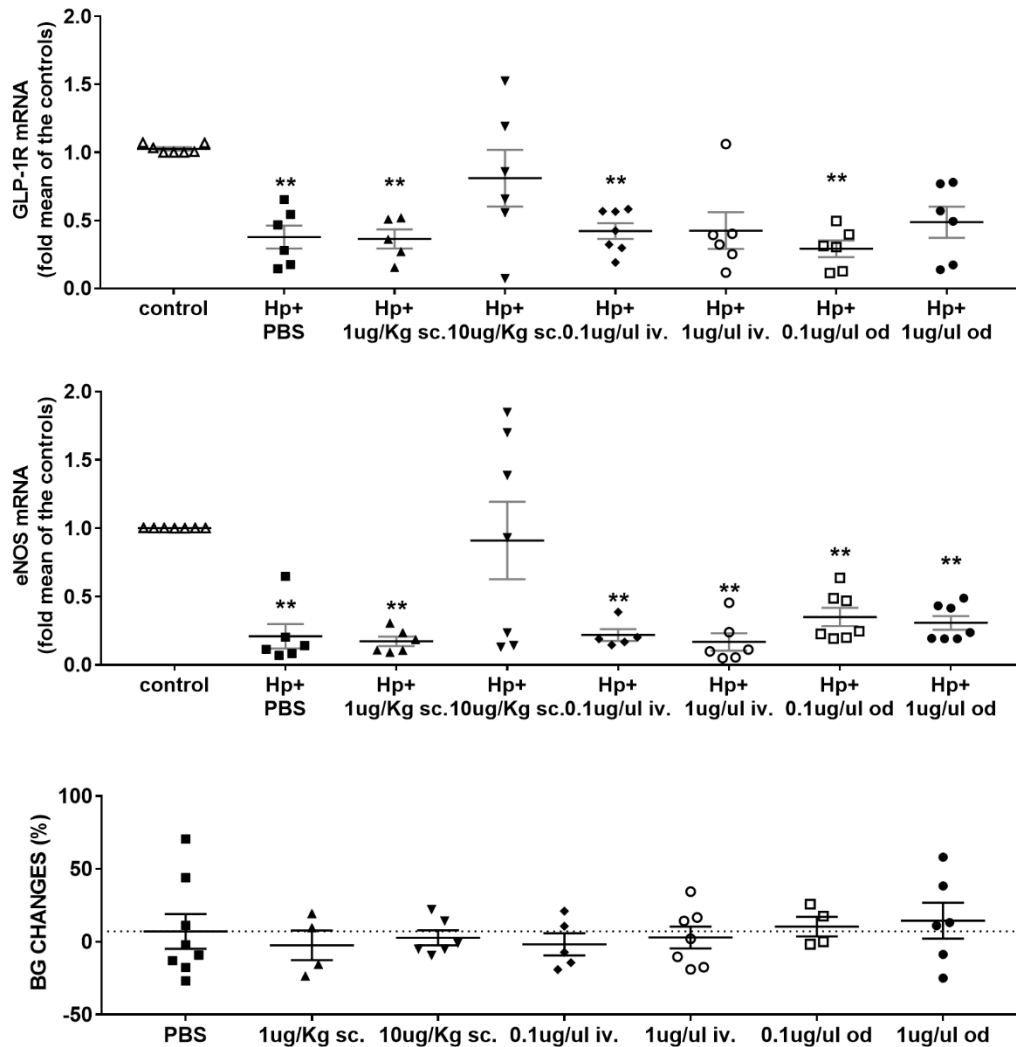 GLP-1R mRNA
(fold mean of the controls)
2.0
1.5
1.0
0.5
0.0
** ** ** **
control Hp+ Hp+ Hp+ Hp+ Hp+ Hp+ Hp+
PBS 1ug/Kg sc. 10ug/Kg sc. 0.1ug/ul iv. 1ug/ul iv. 0.1ug/ul od 1ug/ul od
eNOS mRNA
(fold mean of the controls)
2.0
1.5
1.0
0.5
0.0
** ** ** ** ** **
control Hp+ Hp+ Hp+ Hp+ Hp+ Hp+ Hp+
PBS 1ug/Kg sc. 10ug/Kg sc. 0.1ug/ul iv. 1ug/ul iv. 0.1ug/ul od 1ug/ul od
BG CHANGES (%)
100
50
0
-50
PBS 1ug/Kg sc. 10ug/Kg sc. 0.1ug/ul iv. 1ug/ul iv. 0.1ug/ul od 1ug/ul od